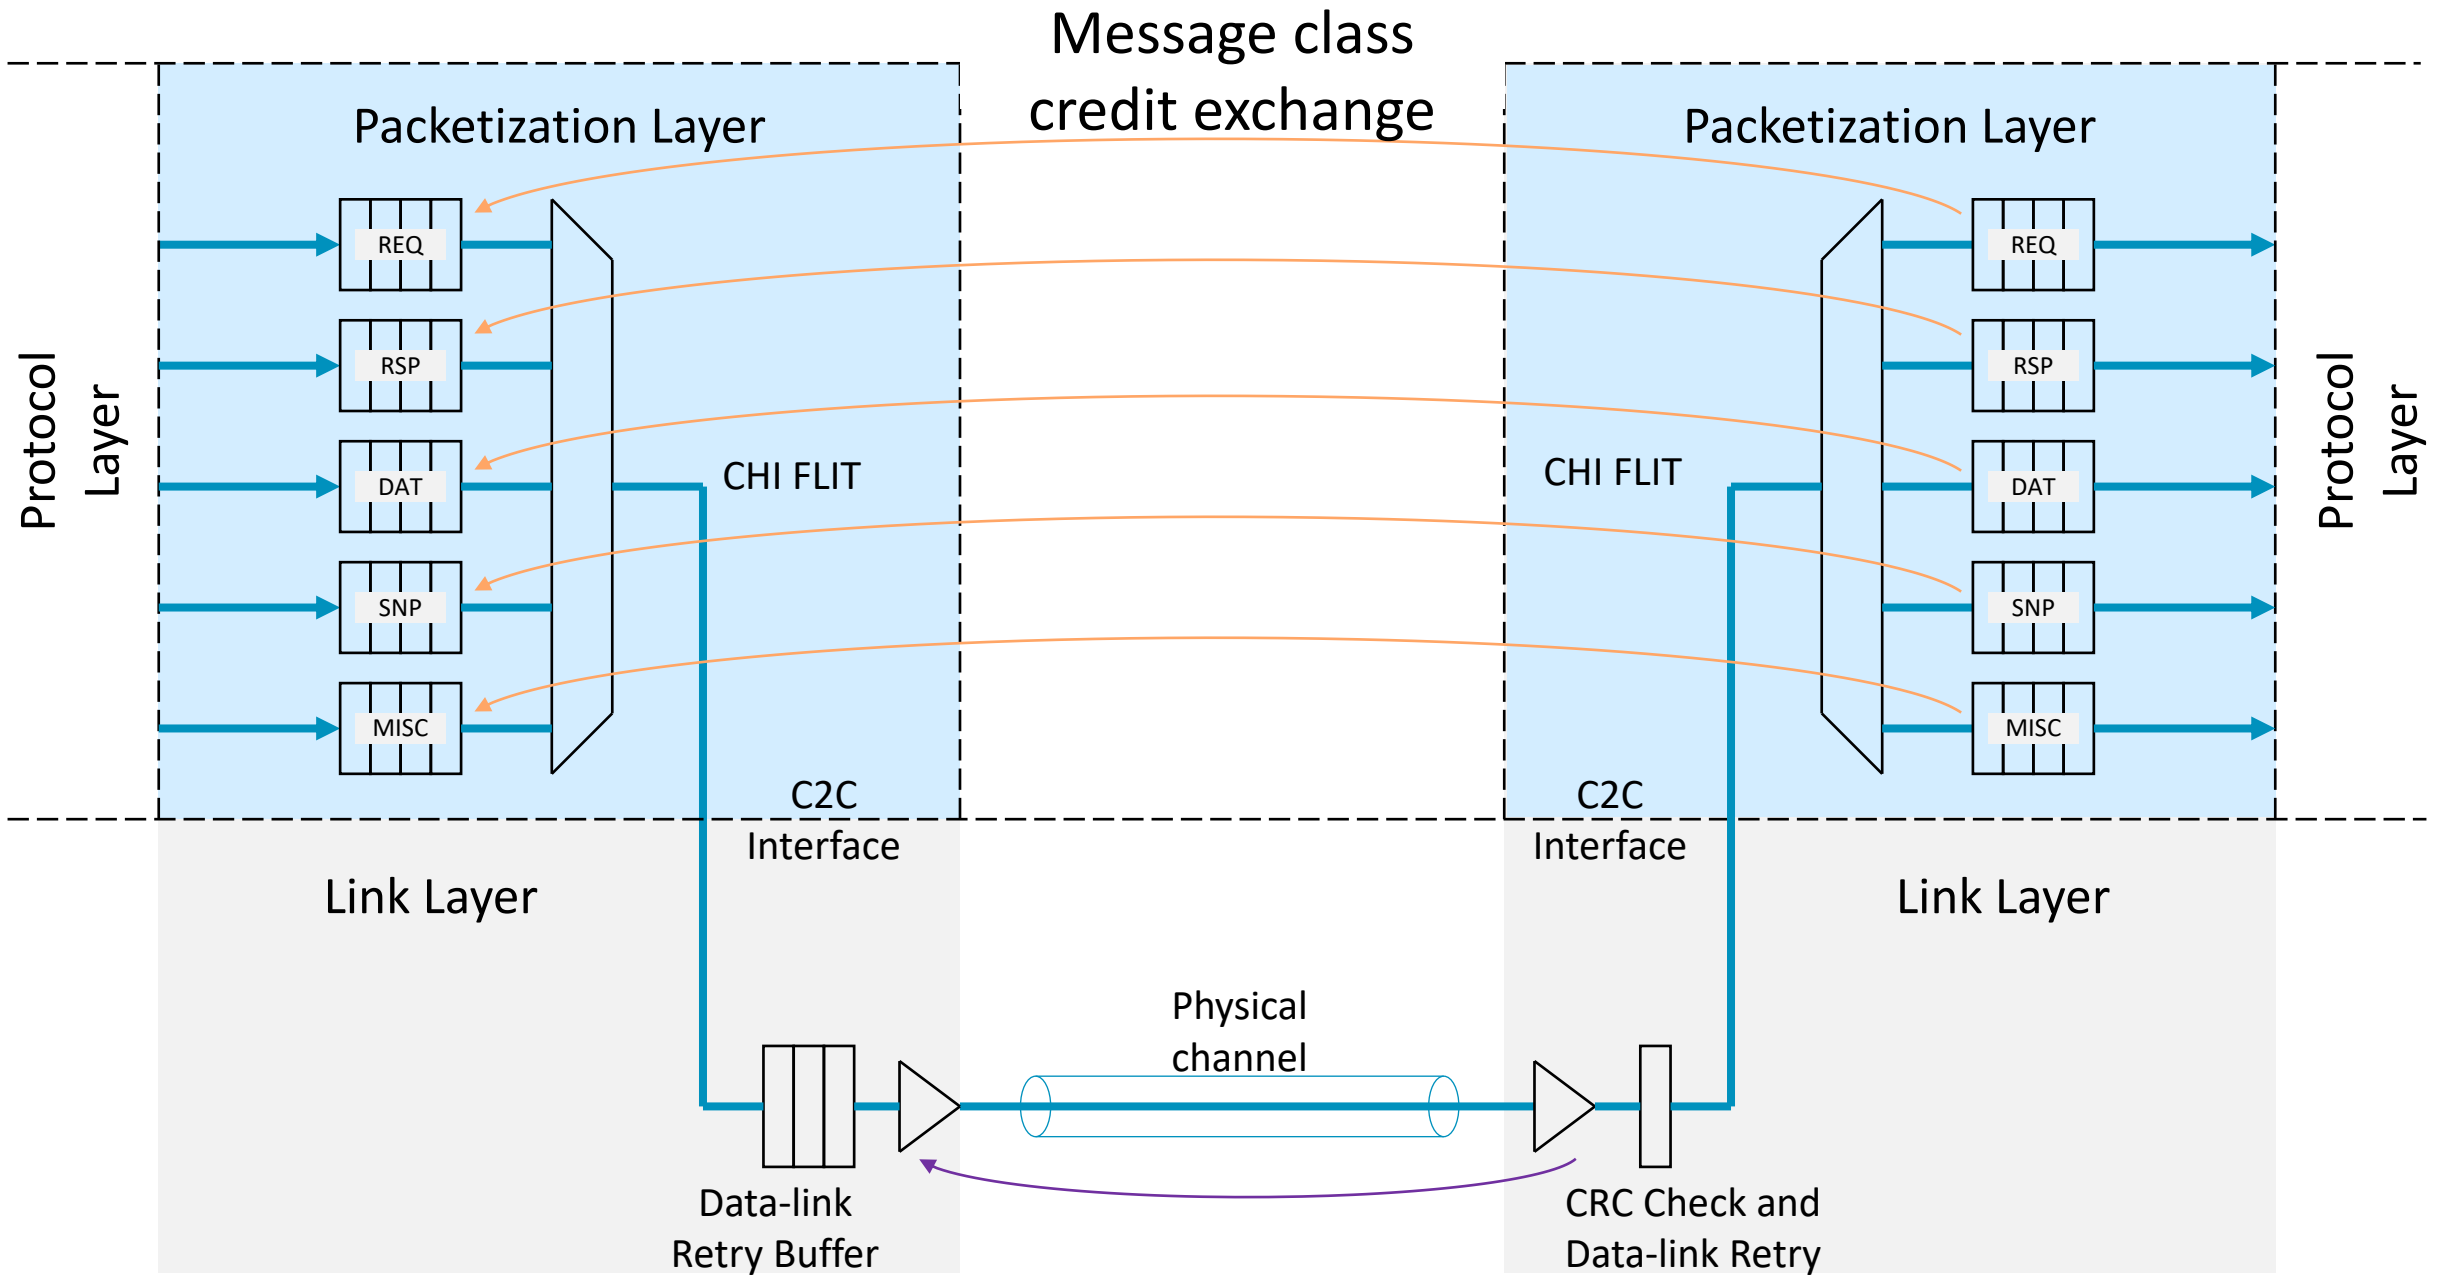 Message class
credit exchange
Packetization Layer
Packetization Layer
Protocol
Layer
REQ
RSP
DAT
SNP
MISC
CHI FLIT
CHI FLIT
REQ
RSP
DAT
SNP
MISC
Protocol
Layer
C2C
Interface
C2C
Interface
Link Layer
Link Layer
Physical
channel
Data-link
Retry Buffer
CRC Check and
Data-link Retry